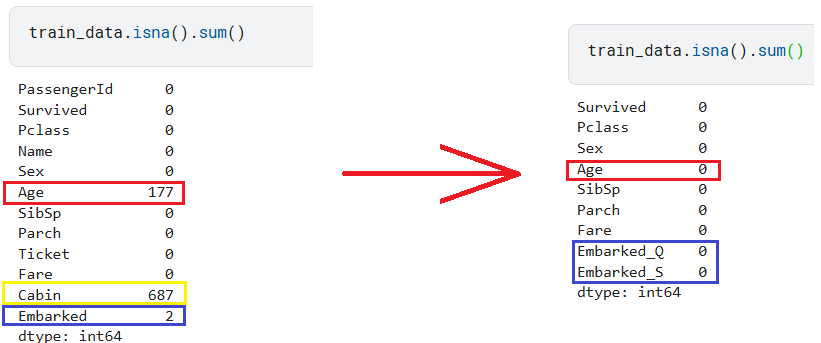 train_data.isna().sum()
PassengerId 0
Survived 0
Pclass 0
Name 0
Sex 0
Age 177
SibSp 0
Parch 0
Ticket 0
Fare 0
Cabin 687
Embarked 2
dtype: int64
train_data.isna().sum()
Survived 0
Pclass 0
Sex 0
Age 0
SibSp 0
Parch 0
Fare 0
Embarked_Q 0
Embarked_S 0
dtype: int64